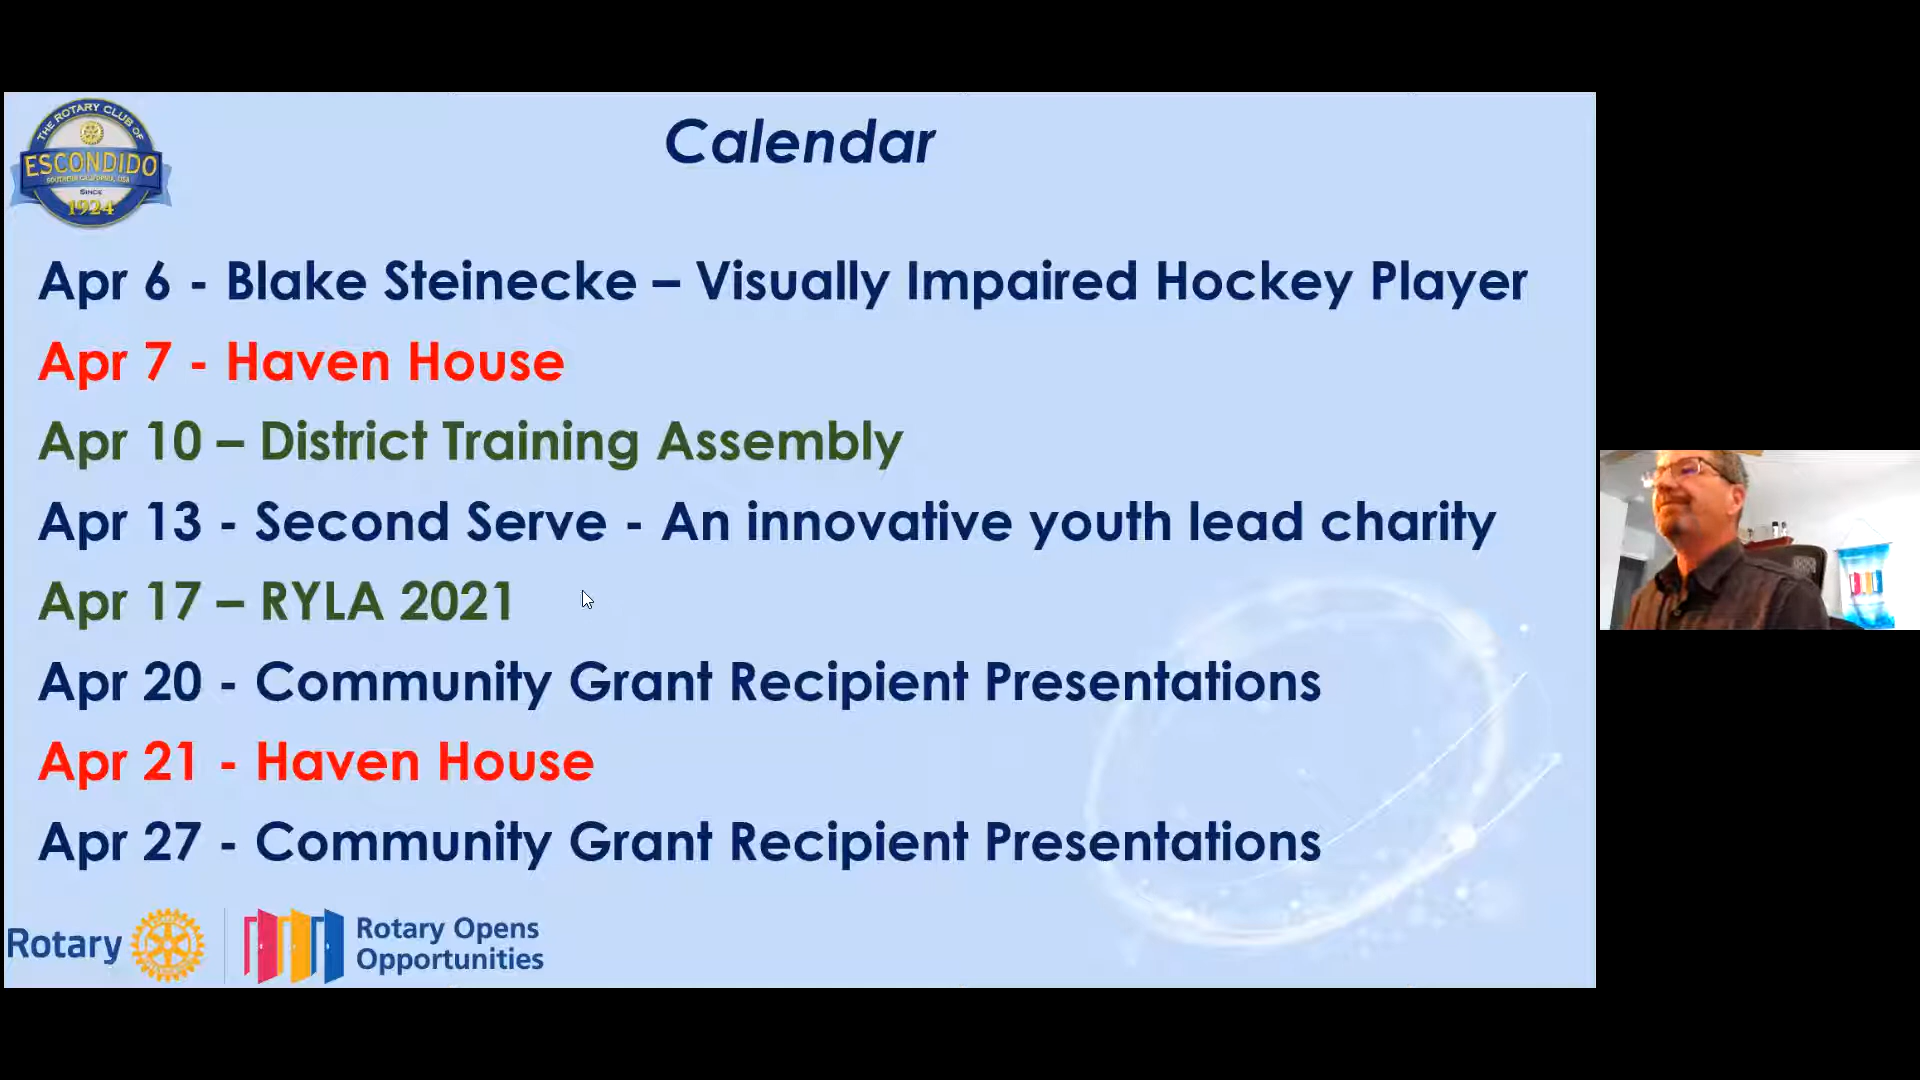 THE ROTARY CLUB OF
ESCONDIDO
SOUTHERN CALIFORNIA, USA
SINCE
1924
Calendar
Apr 6 - Blake Steinecke – Visually Impaired Hockey Player
Apr 7 - Haven House
Apr 10 – District Training Assembly
Apr 13 - Second Serve - An innovative youth lead charity
Apr 17 – RYLA 2021
Apr 20 - Community Grant Recipient Presentations
Apr 21 - Haven House
Apr 27 - Community Grant Recipient Presentations
Rotary
Rotary Opens
Opportunities